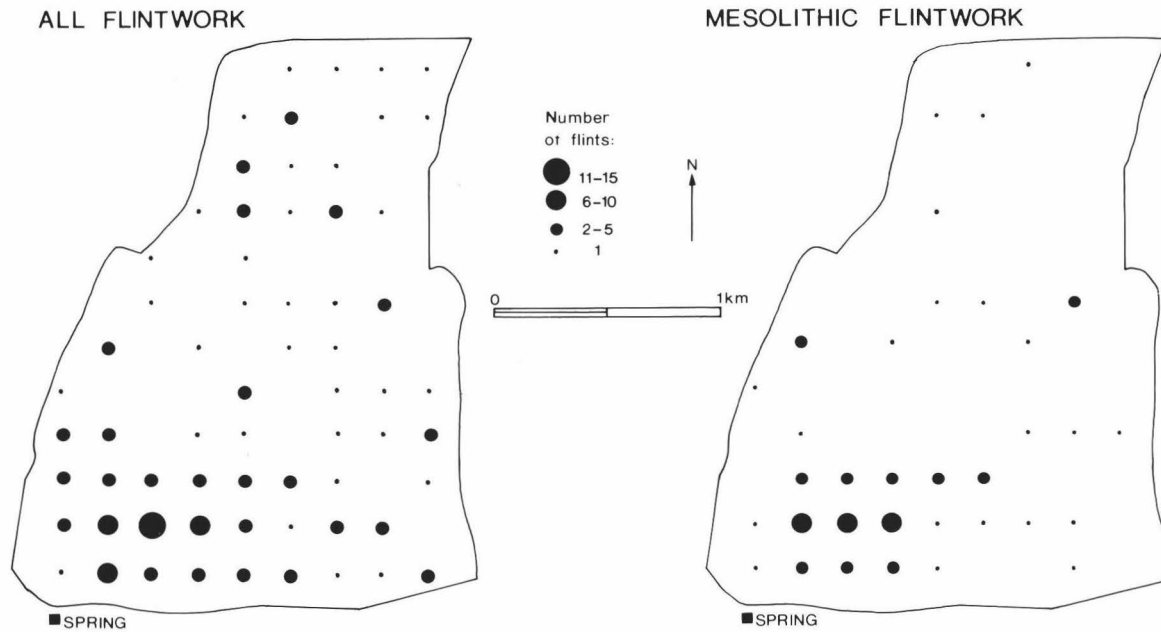 ALL FLINTWORK
MESOLITHIC FLINTWORK
Number
of flints:
11-15
6-10
2-5
1
N
0
1km
SPRING
SPRING